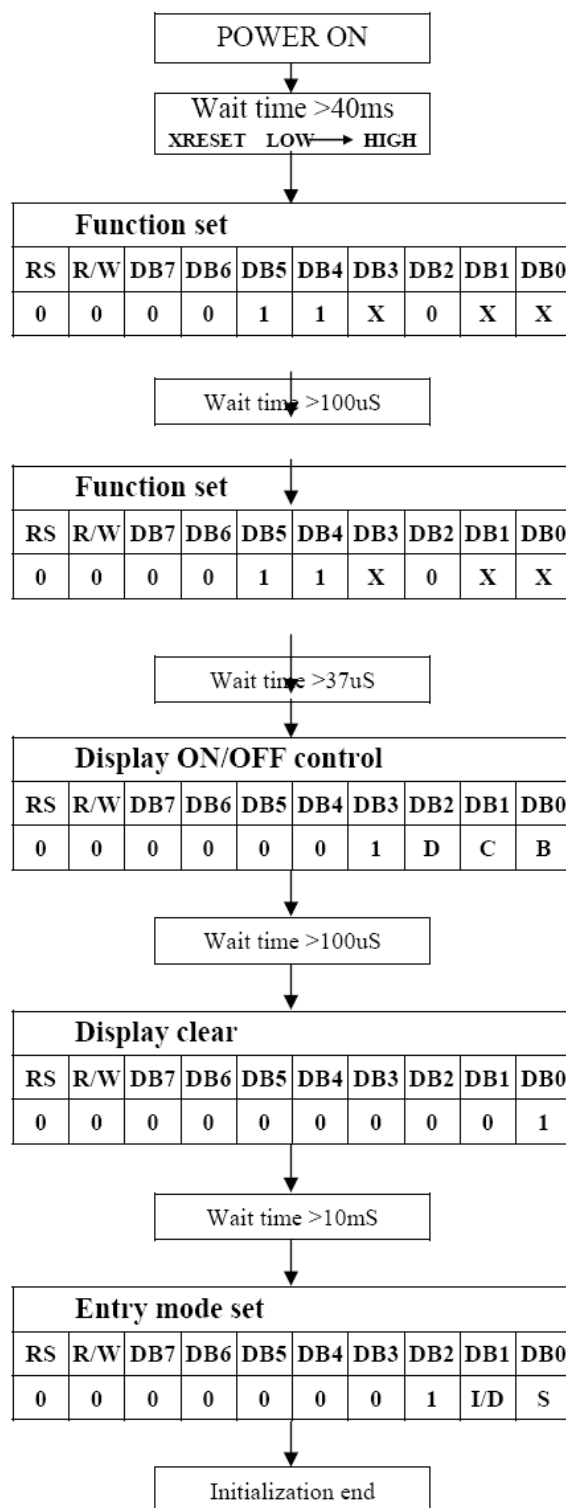 POWER ON
Wait time >40ms
XRESET LOW → HIGH
Function set
RS R/W DB7 DB6 DB5 DB4 DB3 DB2 DB1 DB0
0 0 0 0 1 1 X 0 X X
Wait time >100uS
Function set
RS R/W DB7 DB6 DB5 DB4 DB3 DB2 DB1 DB0
0 0 0 0 1 1 X 0 X X
Wait time >37uS
Display ON/OFF control
RS R/W DB7 DB6 DB5 DB4 DB3 DB2 DB1 DB0
0 0 0 0 0 0 1 D C B
Wait time >100uS
Display clear
RS R/W DB7 DB6 DB5 DB4 DB3 DB2 DB1 DB0
0 0 0 0 0 0 0 0 0 1
Wait time >10mS
Entry mode set
RS R/W DB7 DB6 DB5 DB4 DB3 DB2 DB1 DB0
0 0 0 0 0 0 0 1 I/D S
Initialization end